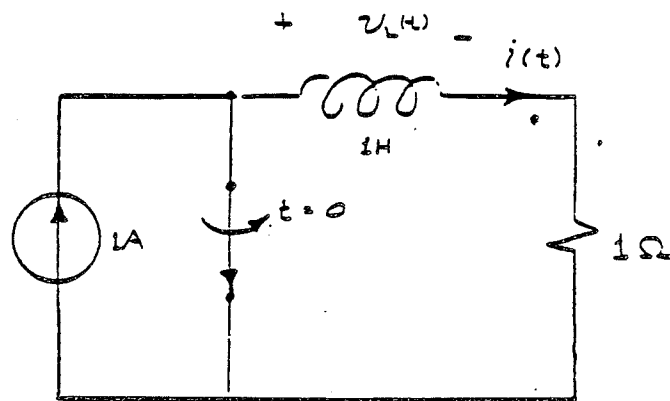 + v_L(t) -
i(t)
1H
t = 0
1A
1Ω